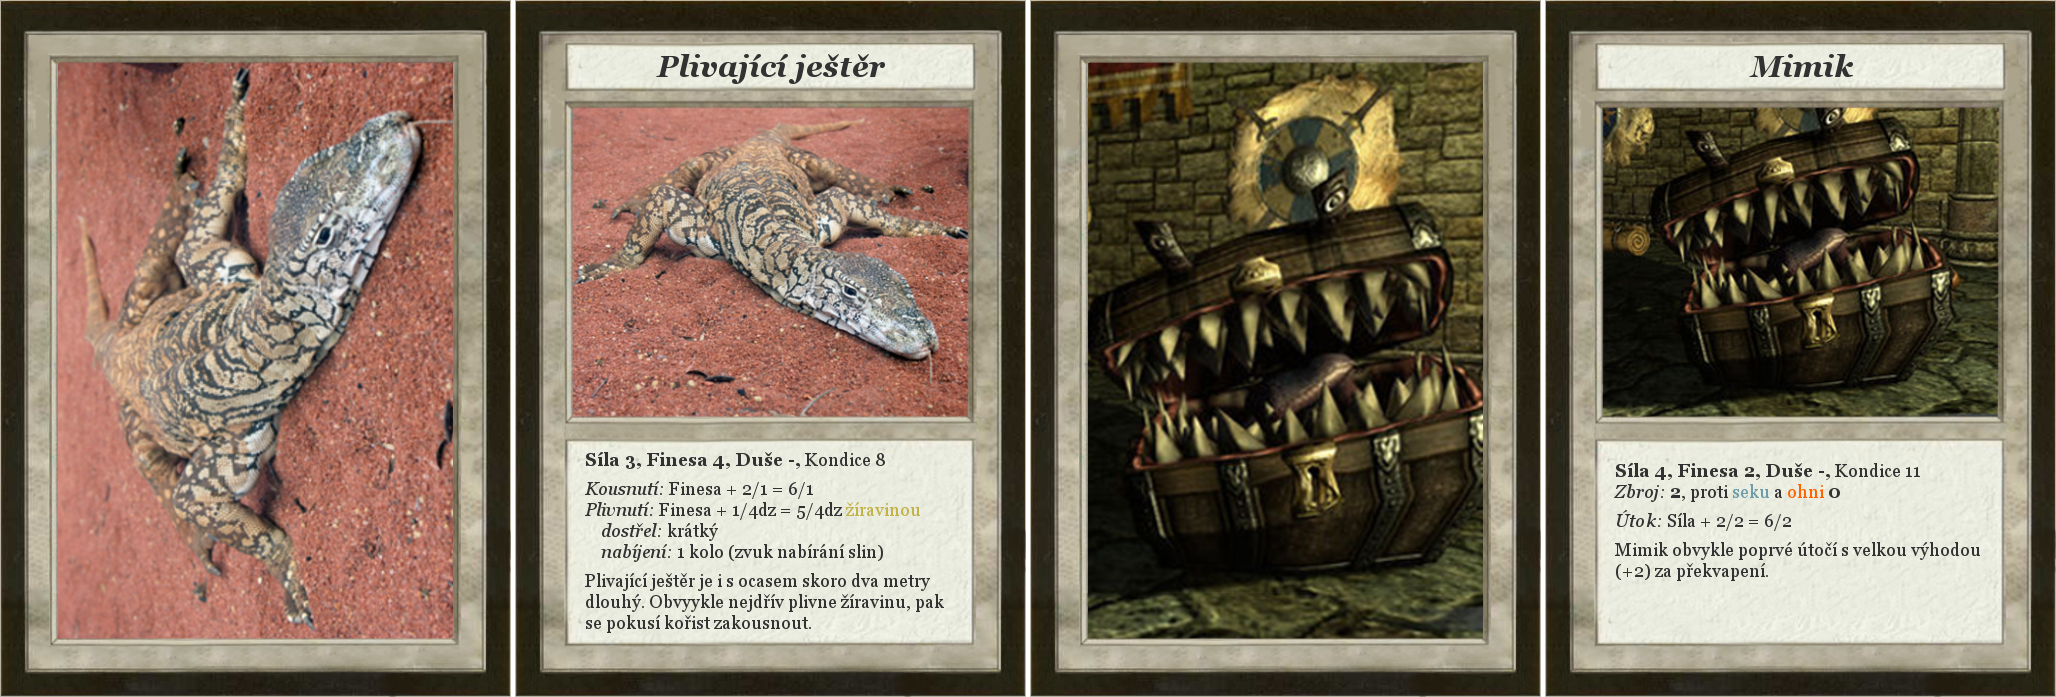 Plivající ještěr
Síla 3, Finesa 4, Duše -, Kondice 8
Kousnutí: Finesa + 2/1 = 6/1
Plivnutí: Finesa + 1/4dz = 5/4dz žíravinou
dostřel: krátký
nabíjení: 1 kolo (zvuk nabírání slin)
Plivající ještěr je i s ocasem skoro dva metry
dlouhý. Obvyykle nejdřív plivne žíravinu, pak
se pokusí kořist zakousnout.
Mimik
Síla 4, Finesa 2, Duše -, Kondice 11
Zbroj: 2, proti seku a ohni 0
Útok: Síla + 2/2 = 6/2
Mimik obvykle poprvé útočí s velkou výhodou
(+2) za překvapení.